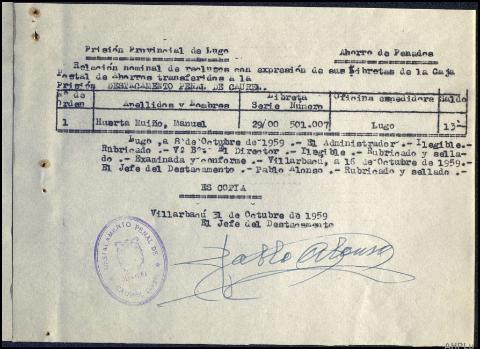 Prisión Provincial de Lugo Ahorro de Penados
Relación nominal de reclusos con expresión de sus Libretas de la Caja
Postal de Ahorros transferidos a la
Prisión DESTACAMENTO PENAL DE CAUREL.
Nº de Orden Apellidos y Nombres Libreta Serie Número Oficina expendedora Saldo
1 Huerta Muiño, Manuel 29/00 501.007 Lugo 13'-
Lugo a 8 de Octubre de 1959 .- El Administrador .- Ilegible.-
Rubricado .- Vº Bº: El Director .- Ilegible .- Rubricado y sella-
do .- Examinada y conforme .- Villarbacú, a 16 de Octubre de 1959.-
El Jefe del Destacamento .- Pablo Alonso .- Rubricado y sellado .-
ES COPIA
Villarbacú 31 de Octubre de 1959
El Jefe del Destacamento
Pablo Alonso
DESTACAMENTO PENAL DE